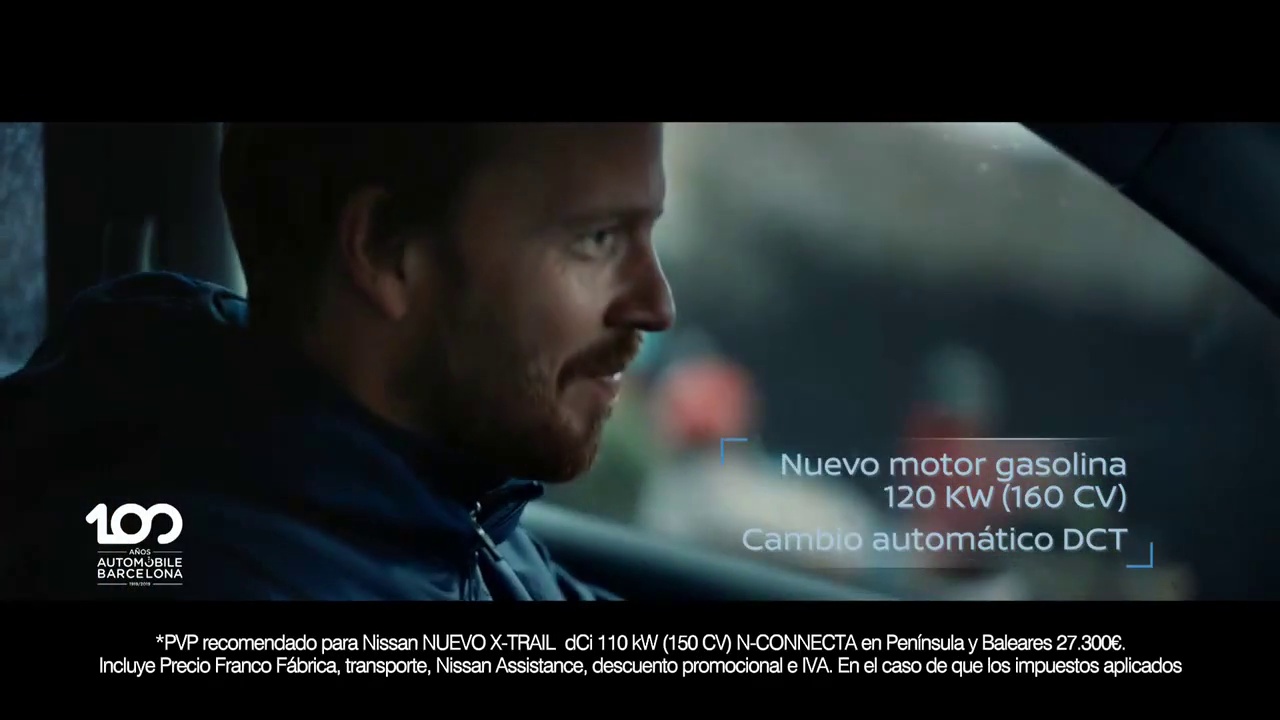 Nuevo motor gasolina
120 KW (160 CV)
Cambio automático DCT
100
AÑOS
AUTOMOBILE
BARCELONA
1919/2019
*PVP recomendado para Nissan NUEVO X-TRAIL dCi 110 kW (150 CV) N-CONNECTA en Península y Baleares 27.300€.
Incluye Precio Franco Fábrica, transporte, Nissan Assistance, descuento promocional e IVA. En el caso de que los impuestos aplicados